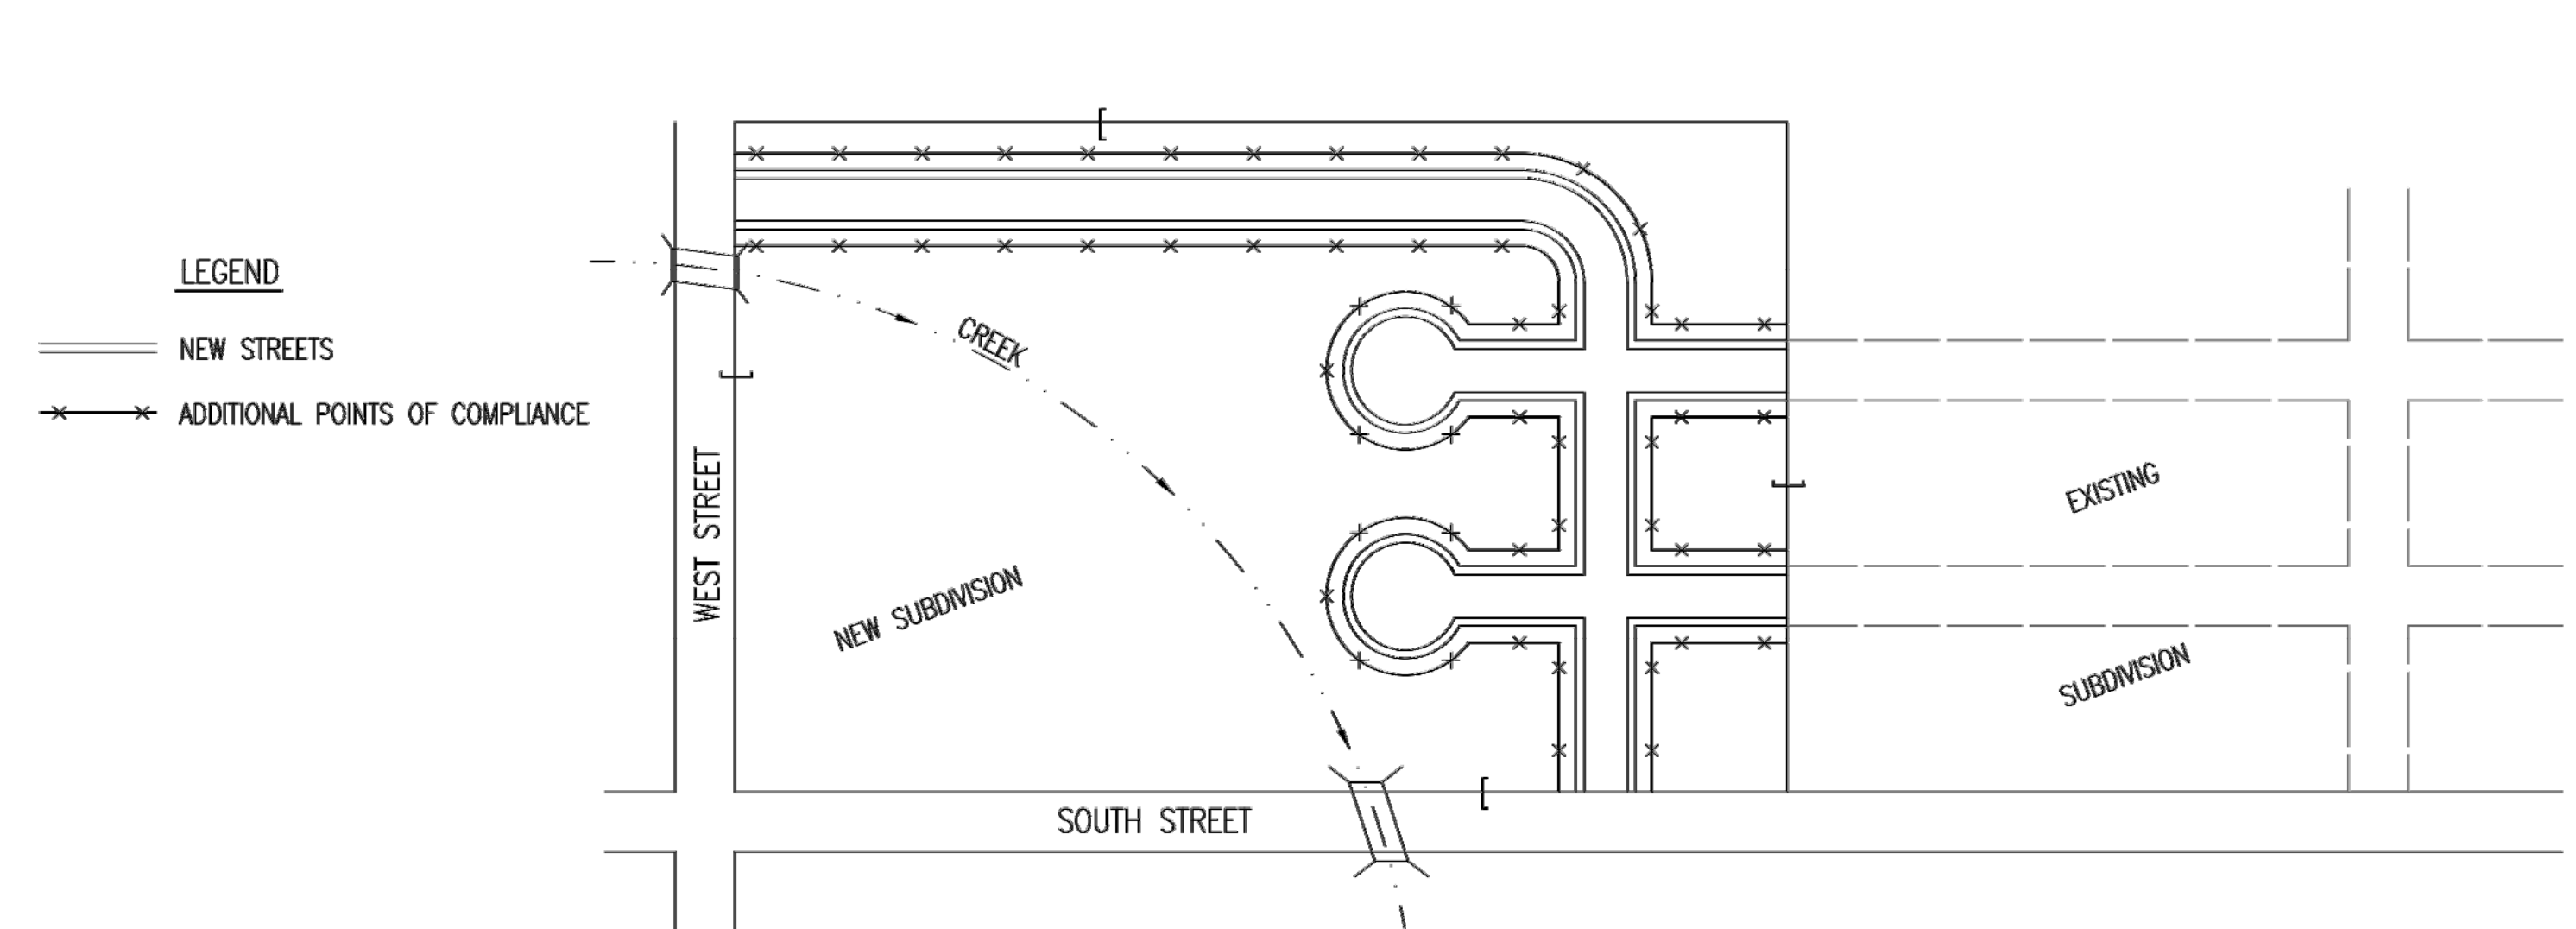 LEGEND
NEW STREETS
ADDITIONAL POINTS OF COMPLIANCE
CREEK
WEST STREET
NEW SUBDIVISION
SOUTH STREET
EXISTING
SUBDIVISION